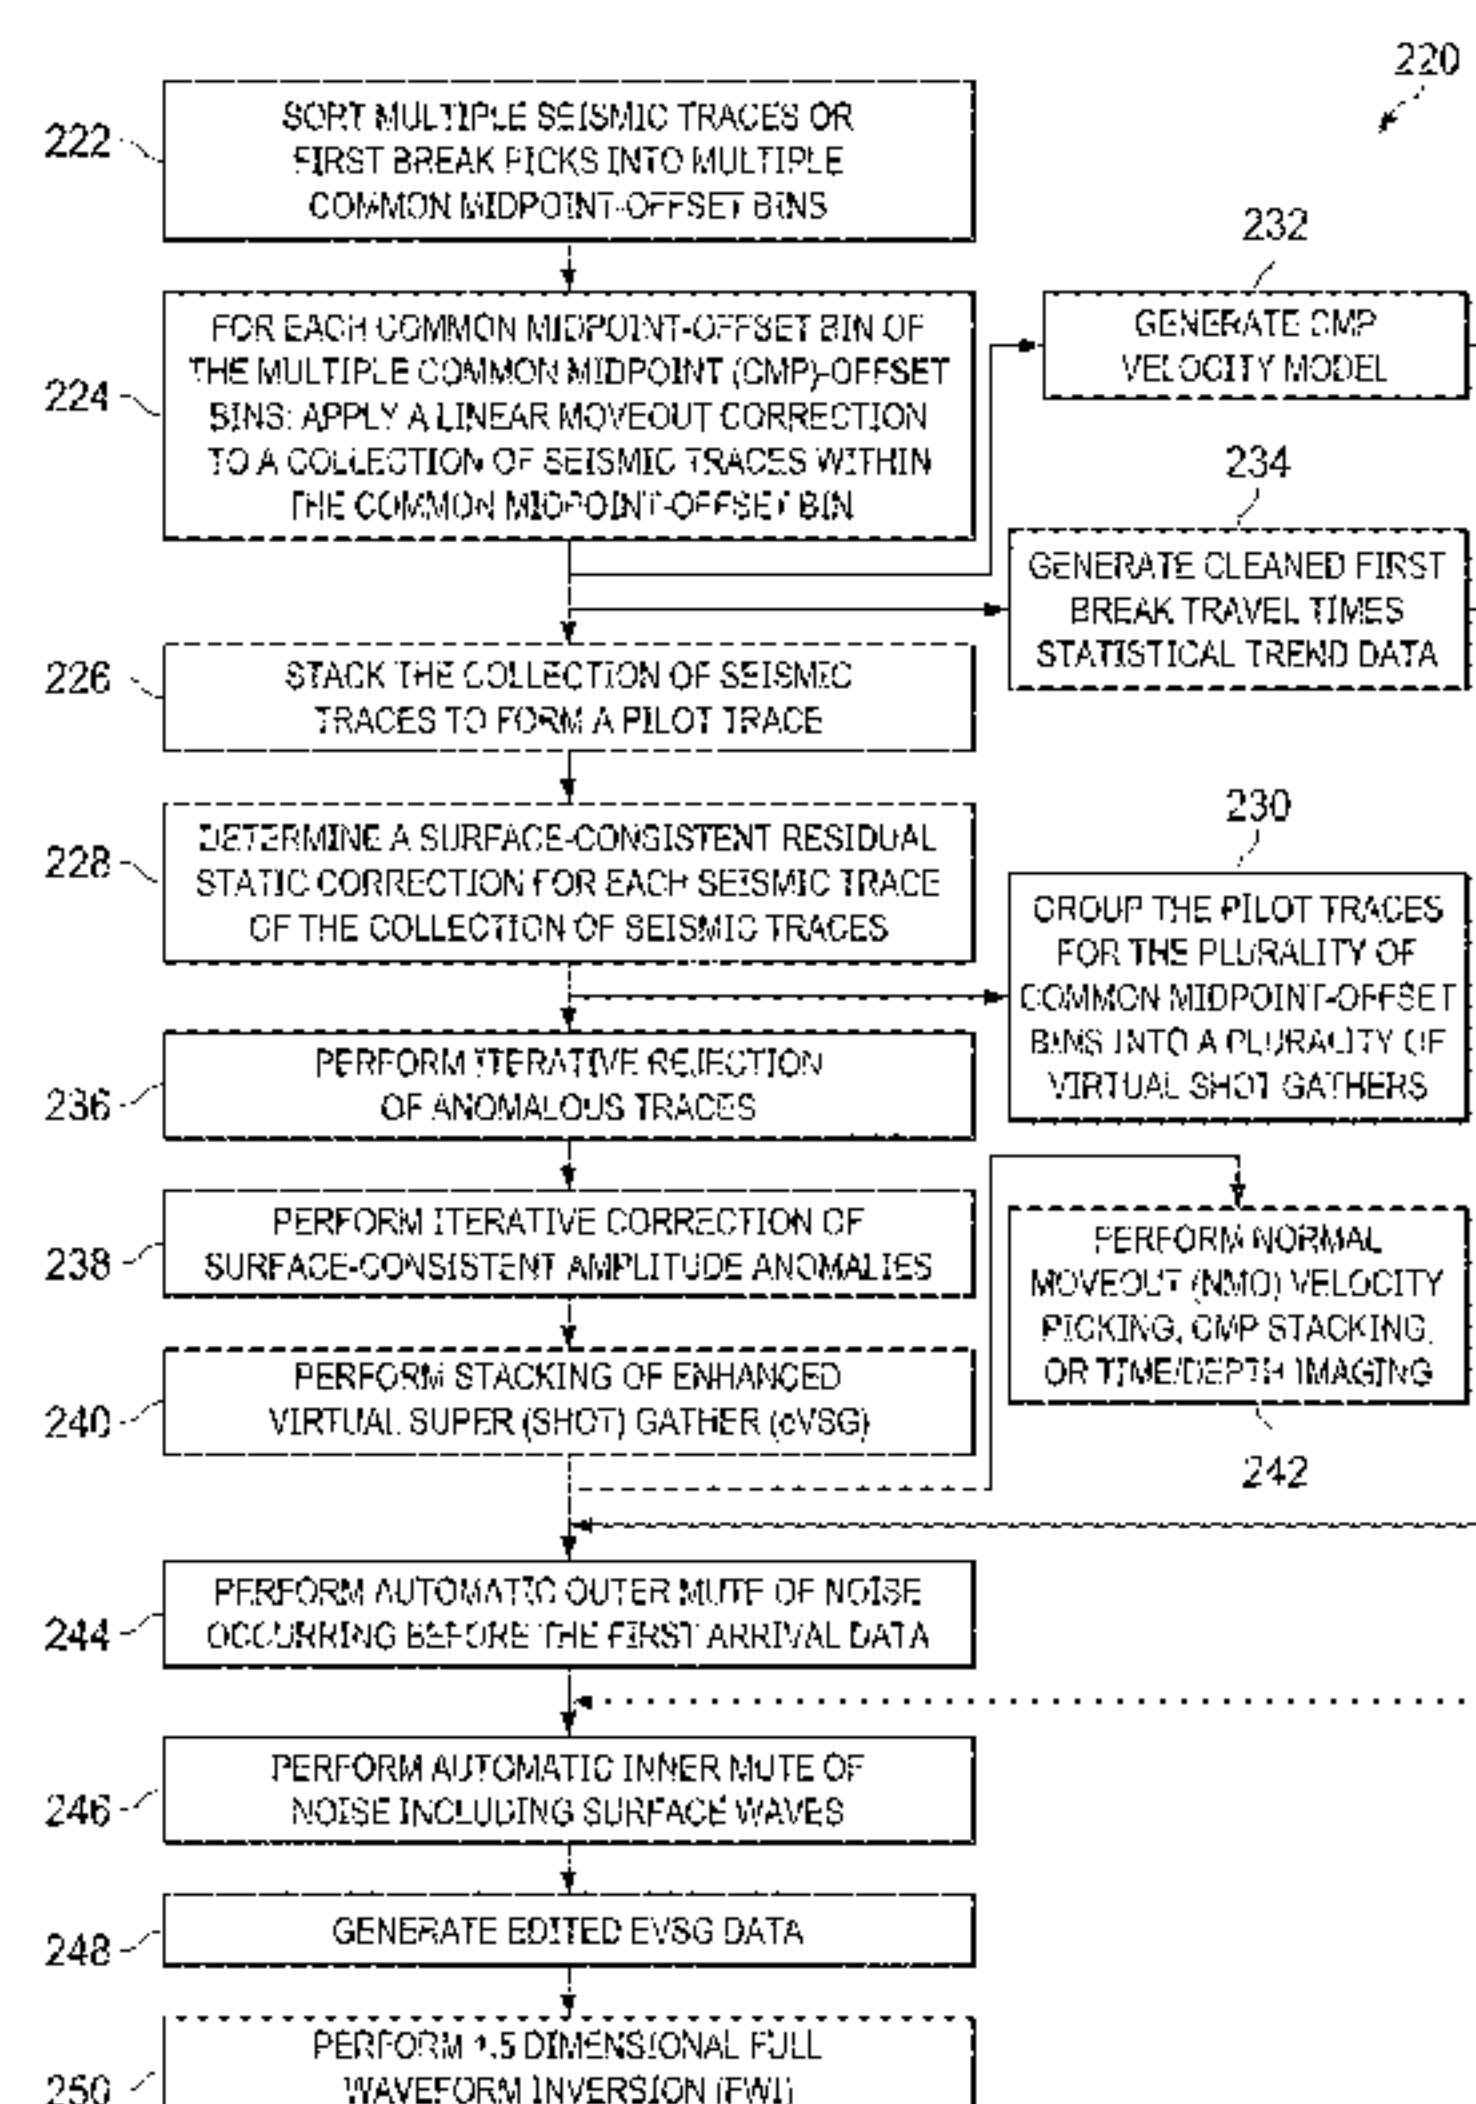 220
222
SORT MULTIPLE SEISMIC TRACES OR
FIRST BREAK PICKS INTO MULTIPLE
COMMON MIDPOINT-OFFSET BINS
224
FOR EACH COMMON MIDPOINT-OFFSET BIN OF
THE MULTIPLE COMMON MIDPOINT (CMP)-OFFSET
BINS: APPLY A LINEAR MOVEOUT CORRECTION
TO A COLLECTION OF SEISMIC TRACES WITHIN
THE COMMON MIDPOINT-OFFSET BIN
232
GENERATE CMP
VELOCITY MODEL
234
GENERATE CLEANED FIRST
BREAK TRAVEL TIMES
STATISTICAL TREND DATA
226
STACK THE COLLECTION OF SEISMIC
TRACES TO FORM A PILOT TRACE
228
DETERMINE A SURFACE-CONSISTENT RESIDUAL
STATIC CORRECTION FOR EACH SEISMIC TRACE
OF THE COLLECTION OF SEISMIC TRACES
230
GROUP THE PILOT TRACES
FOR THE PLURALITY OF
COMMON MIDPOINT-OFFSET
BINS INTO A PLURALITY OF
VIRTUAL SHOT GATHERS
236
PERFORM ITERATIVE REJECTION
OF ANOMALOUS TRACES
238
PERFORM ITERATIVE CORRECTION OF
SURFACE-CONSISTENT AMPLITUDE ANOMALIES
240
PERFORM STACKING OF ENHANCED
VIRTUAL SUPER (SHOT) GATHER (eVSG)
PERFORM NORMAL
MOVEOUT (NMO) VELOCITY
PICKING, CMP STACKING,
OR TIME/DEPTH IMAGING
242
244
PERFORM AUTOMATIC OUTER MUTE OF NOISE
OCCURRING BEFORE THE FIRST ARRIVAL DATA
246
PERFORM AUTOMATIC INNER MUTE OF
NOISE INCLUDING SURFACE WAVES
248
GENERATE EDITED EVSG DATA
250
PERFORM 1.5 DIMENSIONAL FULL
WAVEFORM INVERSION (FWI)